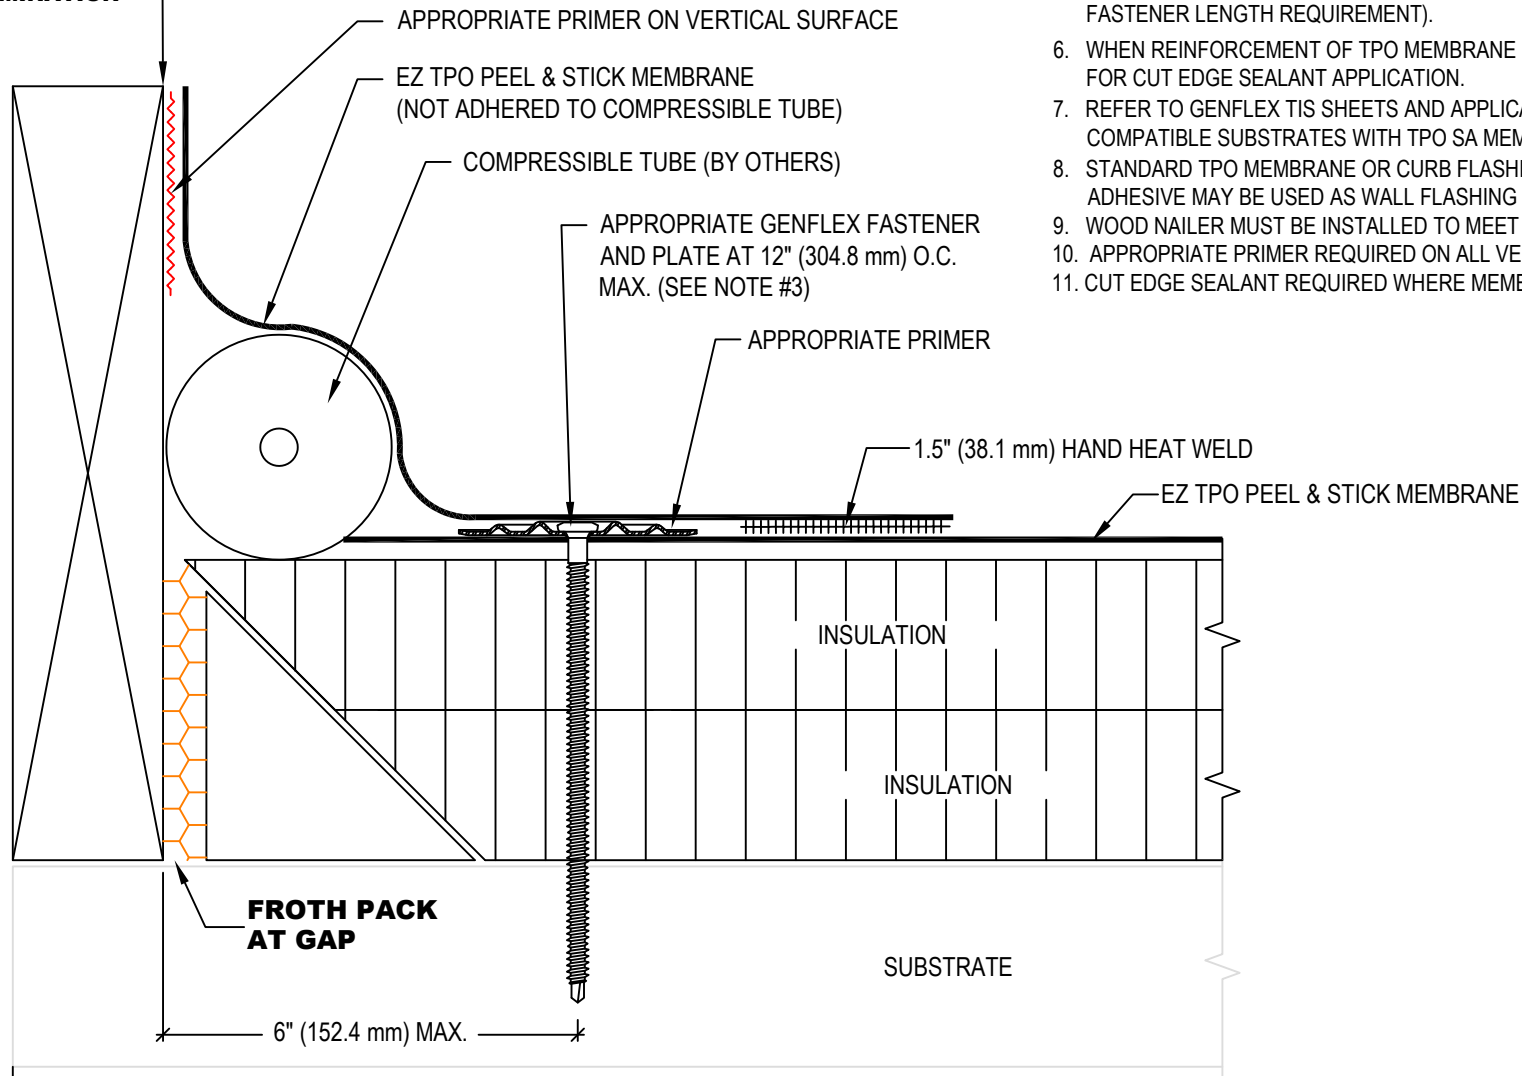 APPROPRIATE PRIMER ON VERTICAL SURFACE
EZ TPO PEEL & STICK MEMBRANE
(NOT ADHERED TO COMPRESSIBLE TUBE)
COMPRESSIBLE TUBE (BY OTHERS)
APPROPRIATE GENFLEX FASTENER
AND PLATE AT 12" (304.8 mm) O.C.
MAX. (SEE NOTE #3)
APPROPRIATE PRIMER
1.5" (38.1 mm) HAND HEAT WELD
EZ TPO PEEL & STICK MEMBRANE
INSULATION
INSULATION
FROTH PACK
AT GAP
SUBSTRATE
6" (152.4 mm) MAX.
FASTENER LENGTH REQUIREMENT).
6. WHEN REINFORCEMENT OF TPO MEMBRANE
FOR CUT EDGE SEALANT APPLICATION.
7. REFER TO GENFLEX TIS SHEETS AND
COMPATIBLE SUBSTRATES WITH TPO SA
8. STANDARD TPO MEMBRANE OR CURB
ADHESIVE MAY BE USED AS WALL FLASHING
9. WOOD NAILER MUST BE INSTALLED TO MEET
10. APPROPRIATE PRIMER REQUIRED ON ALL
11. CUT EDGE SEALANT REQUIRED WHERE